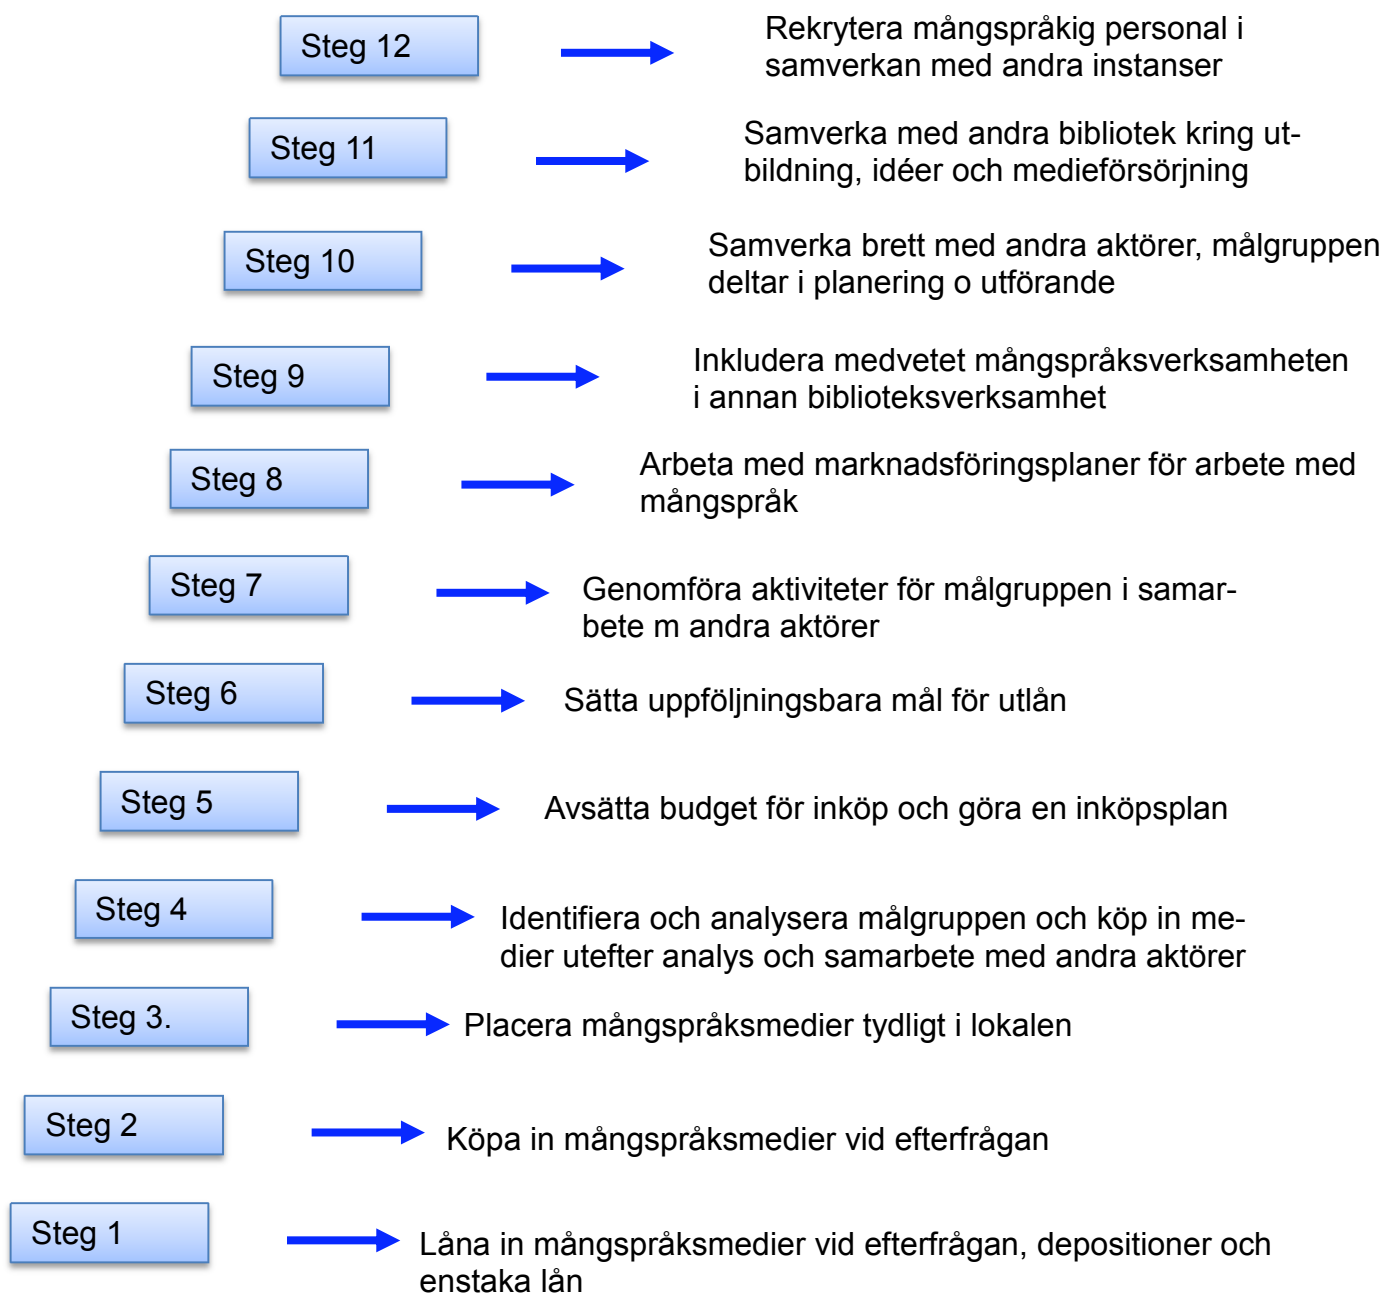 Steg 12
Rekrytera mångspråkig personal i
samverkan med andra instanser
Steg 11
Samverka med andra bibliotek kring ut-
bildning, idéer och medieförsörjning
Steg 10
Samverka brett med andra aktörer, målgruppen
deltar i planering o utförande
Steg 9
Inkludera medvetet mångspråksverksamheten
i annan biblioteksverksamhet
Steg 8
Arbeta med marknadsföringsplaner för arbete med
mångspråk
Steg 7
Genomföra aktiviteter för målgruppen i samar-
bete m andra aktörer
Steg 6
Sätta uppföljningsbara mål för utlån
Steg 5
Avsätta budget för inköp och göra en inköpsplan
Steg 4
Identifiera och analysera målgruppen och köp in me-
dier utefter analys och samarbete med andra aktörer
Steg 3.
Placera mångspråksmedier tydligt i lokalen
Steg 2
Köpa in mångspråksmedier vid efterfrågan
Steg 1
Låna in mångspråksmedier vid efterfrågan, depositioner och
enstaka lån